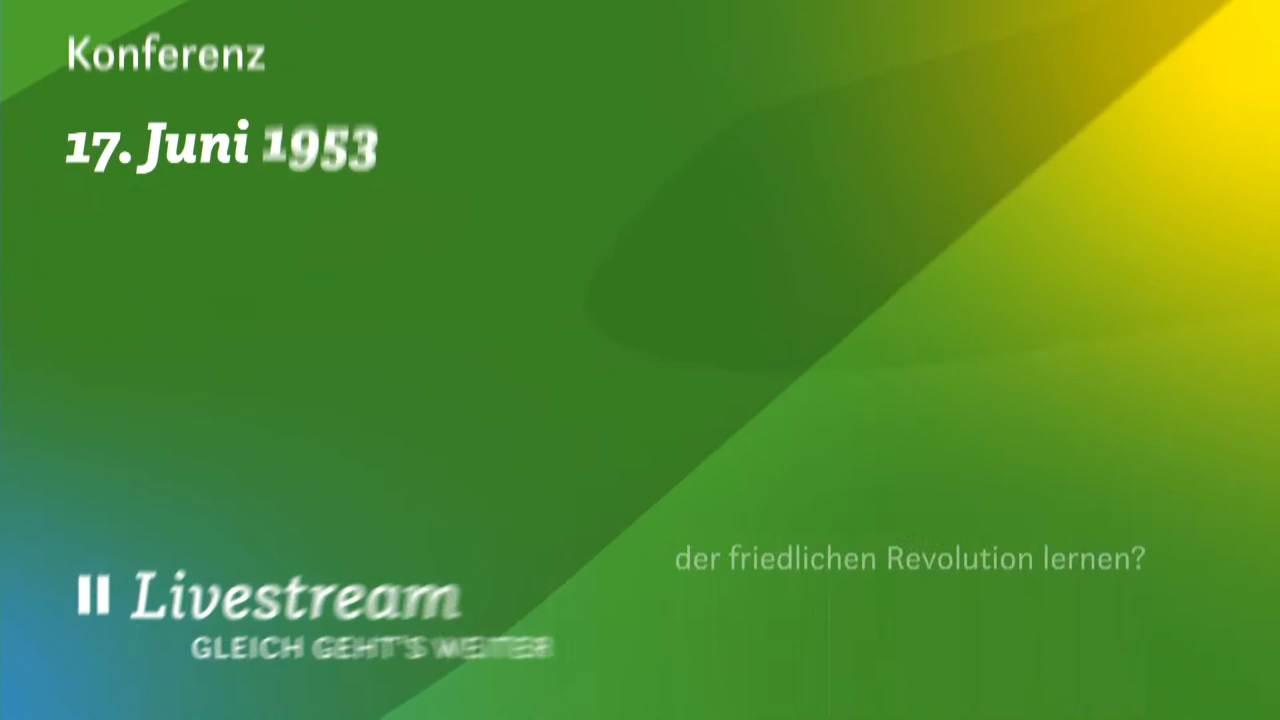 Konferenz
17. Juni 1953
Livestream
GLEICH GEHT'S WEITER
der friedlichen Revolution lernen?